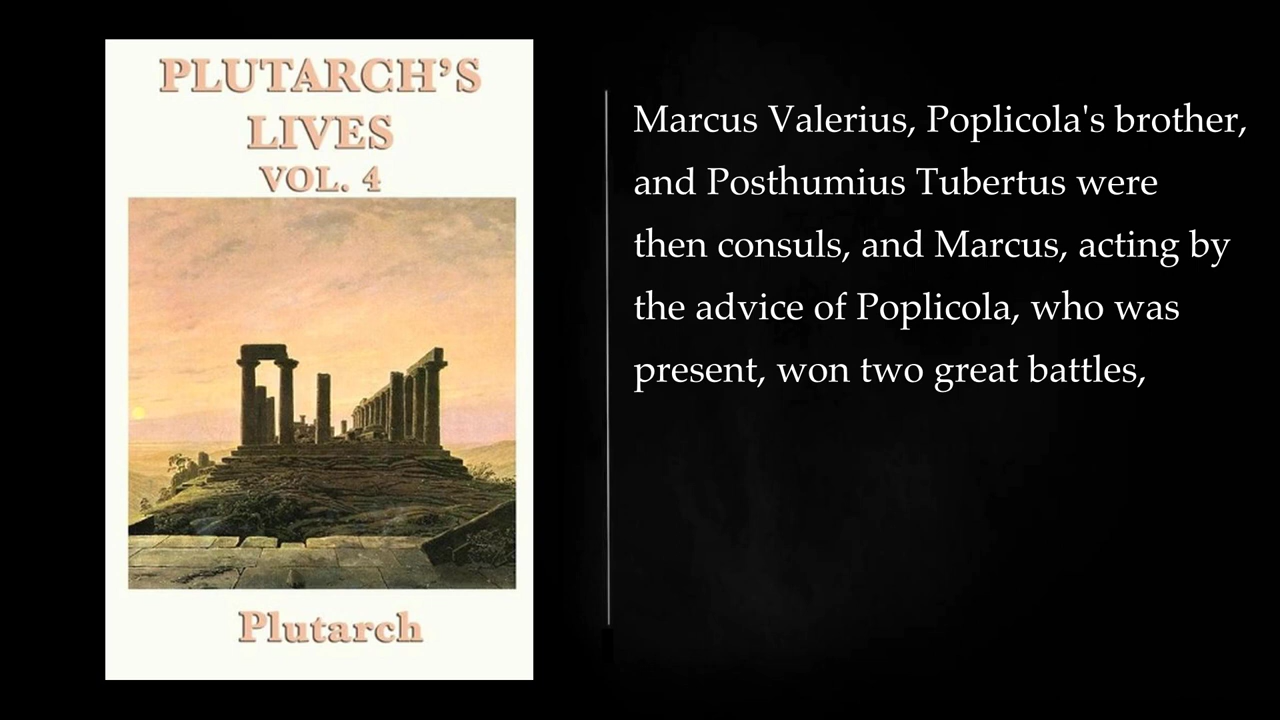 PLUTARCH'S
LIVES
VOL. 4
Plutarch
Marcus Valerius, Poplicola's brother,
and Posthumius Tubertus were
then consuls, and Marcus, acting by
the advice of Poplicola, who was
present, won two great battles,